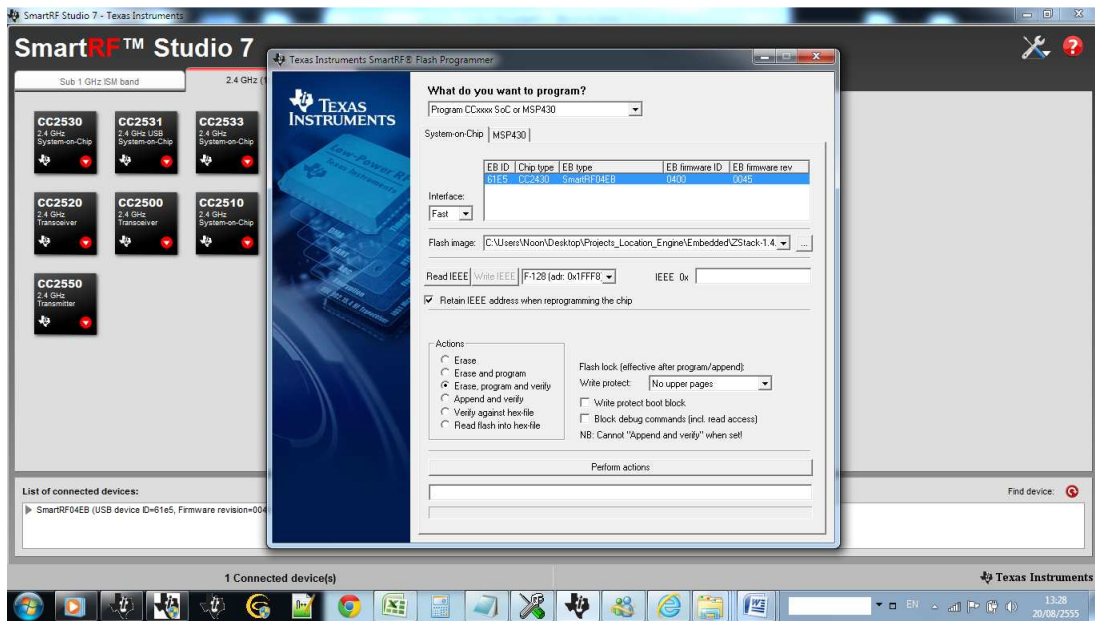 SmartRF Studio 7 - Texas Instruments
SmartRF™ Studio 7
Sub 1 GHz ISM band
2.4 GHz (
CC2530
2.4 GHz
System-on-Chip
CC2531
2.4 GHz USB
System-on-Chip
CC2533
2.4 GHz
System-on-Chip
CC2520
2.4 GHz
Transceiver
CC2500
2.4 GHz
Transceiver
CC2510
2.4 GHz
System-on-Chip
CC2550
2.4 GHz
Transmitter
Texas Instruments SmartRF® Flash Programmer
TEXAS
INSTRUMENTS
Low-Power RF
Texas Instruments
What do you want to program?
Program CCxxxx SoC or MSP430
System-on-Chip MSP430
EB ID Chip type EB type EB firmware ID EB firmware rev
61E5 CC2430 SmartRF04EB 0400 0045
Interface:
Fast
Flash image: C:\Users\Noon\Desktop\Projects_Location_Engine\Embedded\ZStack-1.4. ...
Read IEEE Write IEEE F-128 (adr: 0x1FFF8 IEEE 0x
Retain IEEE address when reprogramming the chip
Actions
Erase
Erase and program
Erase, program and verify
Append and verify
Verify against hex-file
Read flash into hex-file
Flash lock (effective after program/append):
Write protect: No upper pages
Write protect boot block
Block debug commands (incl. read access)
NB: Cannot "Append and verify" when set!
Perform actions
List of connected devices:
Find device:
SmartRF04EB (USB device ID=61e5, Firmware revision=004
1 Connected device(s)
Texas Instruments
EN
13:28
20/08/2555